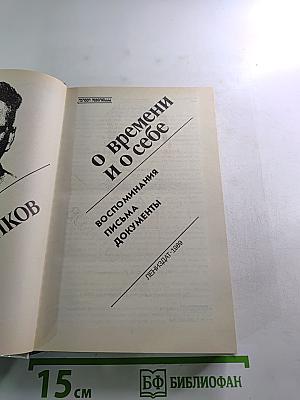 КОВ
О времени
и о себе
ВОСПОМИНАНИЯ
ПИСЬМА
ДОКУМЕНТЫ
ЛЕНИЗДАТ·1989
15 см
БФ БИБЛИОФАН